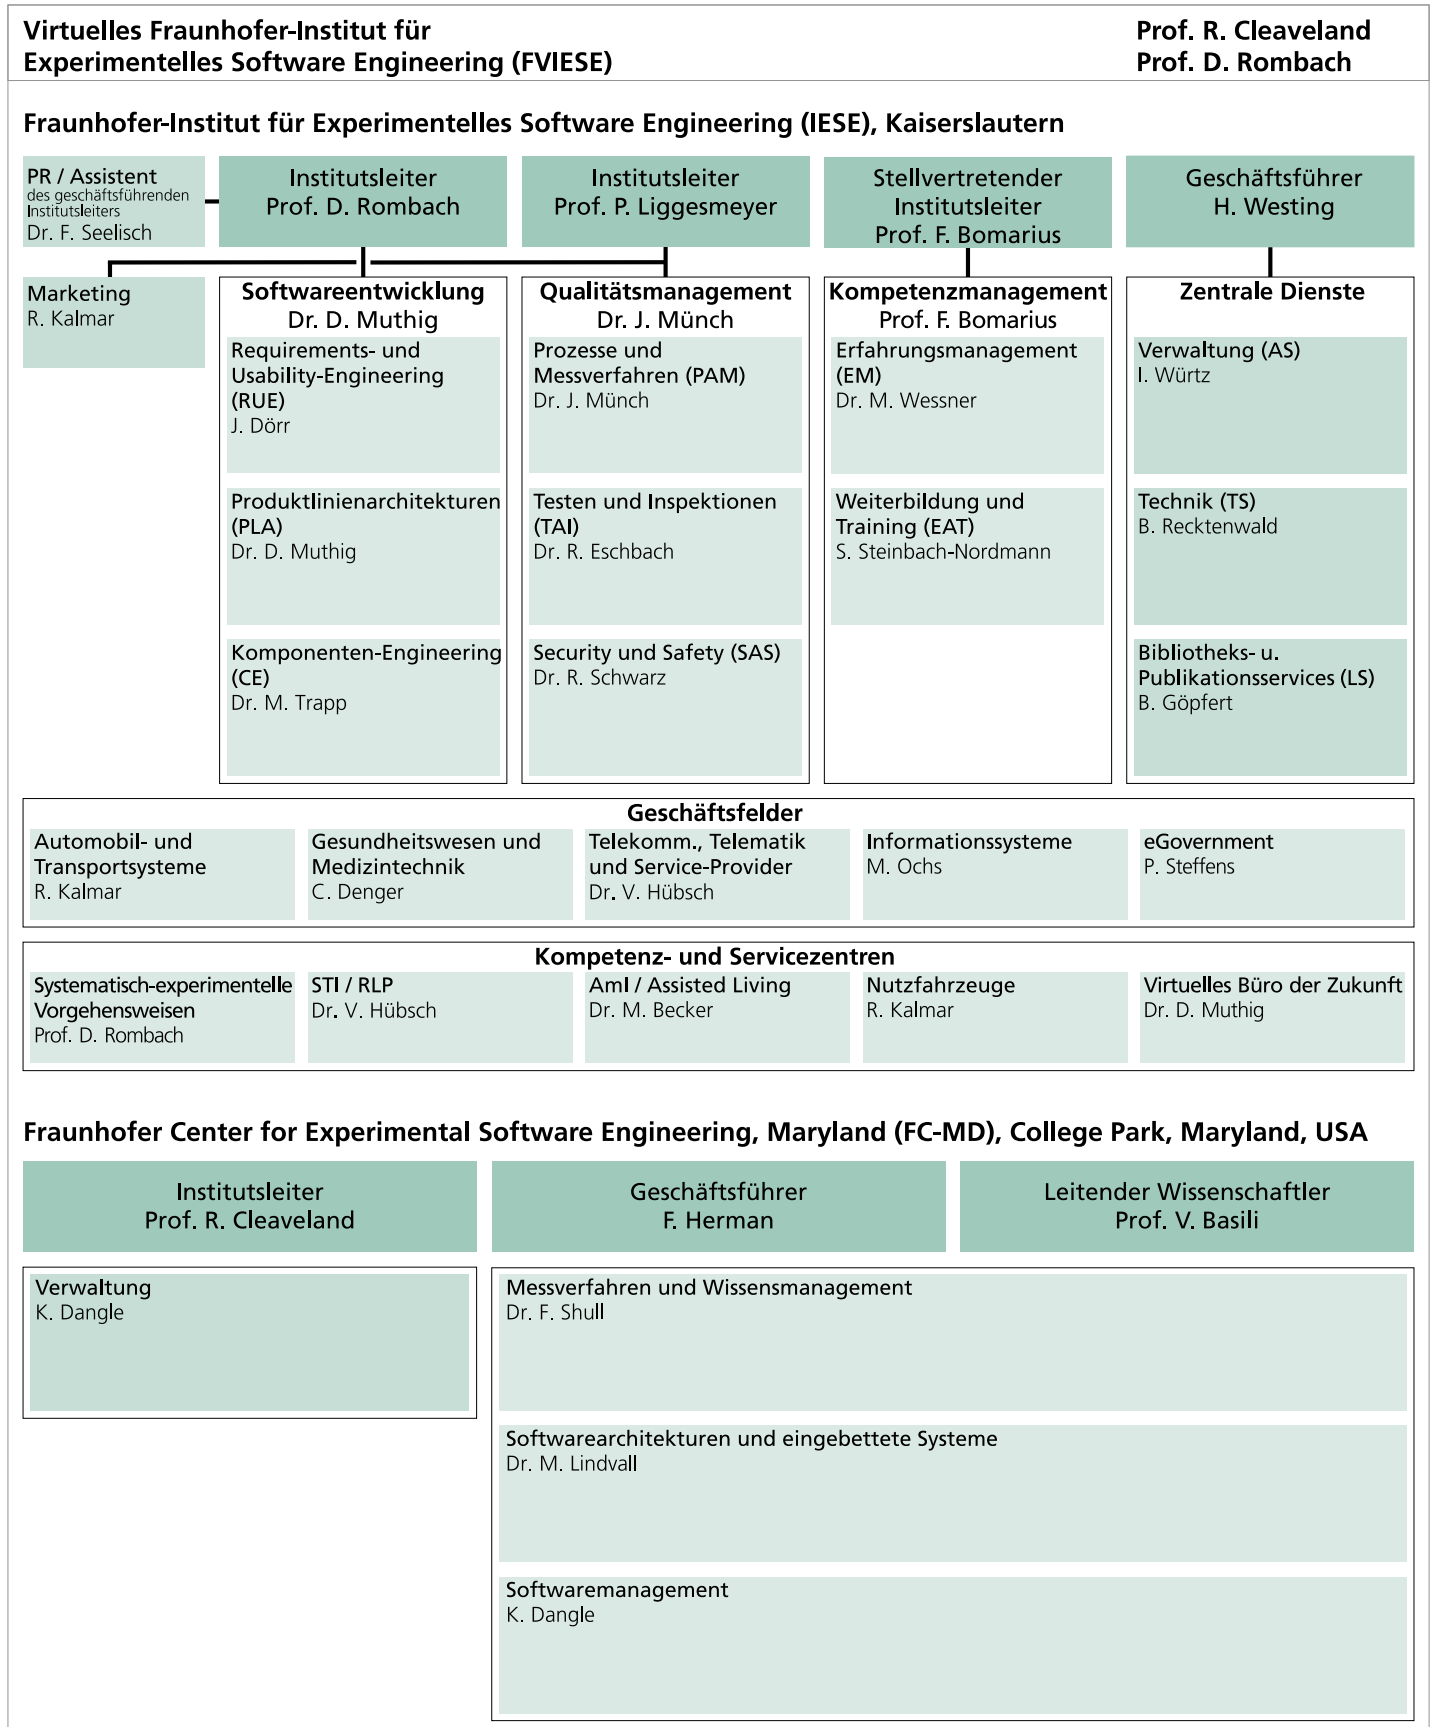 Virtuelles Fraunhofer-Institut für
Experimentelles Software Engineering (FVIESE)
Prof. R. Cleaveland
Prof. D. Rombach
Fraunhofer-Institut für Experimentelles Software Engineering (IESE), Kaiserslautern
PR / Assistent
des geschäftsführenden
Institutsleiters
Dr. F. Seelisch
Institutsleiter
Prof. D. Rombach
Institutsleiter
Prof. P. Liggesmeyer
Stellvertretender
Institutsleiter
Prof. F. Bomarius
Geschäftsführer
H. Westing
Marketing
R. Kalmar
Softwareentwicklung
Dr. D. Muthig
Requirements- und
Usability-Engineering
(RUE)
J. Dörr
Produktlinienarchitekturen
(PLA)
Dr. D. Muthig
Komponenten-Engineering
(CE)
Dr. M. Trapp
Qualitätsmanagement
Dr. J. Münch
Prozesse und
Messverfahren (PAM)
Dr. J. Münch
Testen und Inspektionen
(TAI)
Dr. R. Eschbach
Security und Safety (SAS)
Dr. R. Schwarz
Kompetenzmanagement
Prof. F. Bomarius
Erfahrungsmanagement
(EM)
Dr. M. Wessner
Weiterbildung und
Training (EAT)
S. Steinbach-Nordmann
Zentrale Dienste
Verwaltung (AS)
I. Würtz
Technik (TS)
B. Recktenwald
Bibliotheks- u.
Publikationsservices (LS)
B. Göpfert
Geschäftsfelder
Automobil- und
Transportsysteme
R. Kalmar
Gesundheitswesen und
Medizintechnik
C. Denger
Telekomm., Telematik
und Service-Provider
Dr. V. Hübsch
Informationssysteme
M. Ochs
eGovernment
P. Steffens
Kompetenz- und Servicezentren
Systematisch-experimentelle
Vorgehensweisen
Prof. D. Rombach
STI / RLP
Dr. V. Hübsch
AmI / Assisted Living
Dr. M. Becker
Nutzfahrzeuge
R. Kalmar
Virtuelles Büro der Zukunft
Dr. D. Muthig
Fraunhofer Center for Experimental Software Engineering, Maryland (FC-MD), College Park, Maryland, USA
Institutsleiter
Prof. R. Cleaveland
Geschäftsführer
F. Herman
Leitender Wissenschaftler
Prof. V. Basili
Verwaltung
K. Dangle
Messverfahren und Wissensmanagement
Dr. F. Shull
Softwarearchitekturen und eingebettete Systeme
Dr. M. Lindvall
Softwaremanagement
K. Dangle